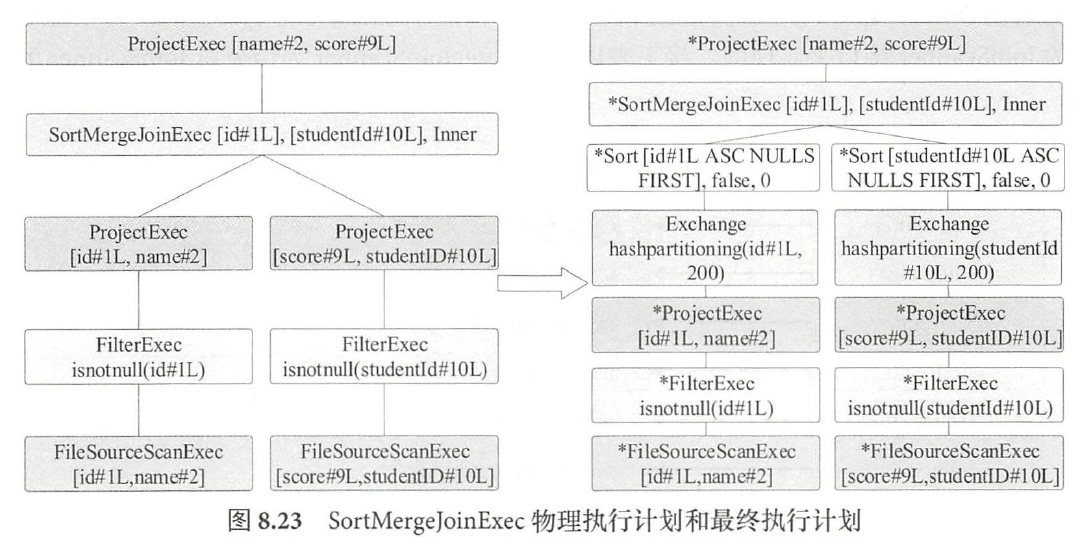 ProjectExec [name#2, score#9L]
SortMergeJoinExec [id#1L], [studentId#10L], Inner
ProjectExec
[id#1L, name#2]
ProjectExec
[score#9L, studentID#10L]
FilterExec
isnotnull(id#1L)
FilterExec
isnotnull(studentId#10L)
FileSourceScanExec
[id#1L,name#2]
FileSourceScanExec
[score#9L,studentID#10L]
*ProjectExec [name#2, score#9L]
*SortMergeJoinExec [id#1L], [studentId#10L], Inner
*Sort [id#1L ASC NULLS
FIRST], false, 0
*Sort [studentId#10L ASC
NULLS FIRST], false, 0
Exchange
hashpartitioning(id#1L,
200)
Exchange
hashpartitioning(studentId
#10L, 200)
*ProjectExec
[id#1L, name#2]
*ProjectExec
[score#9L, studentID#10L]
*FilterExec
isnotnull(id#1L)
*FilterExec
isnotnull(studentId#10L)
*FileSourceScanExec
[id#1L,name#2]
*FileSourceScanExec
[score#9L,studentID#10L]
图 8.23 SortMergeJoinExec 物理执行计划和最终执行计划